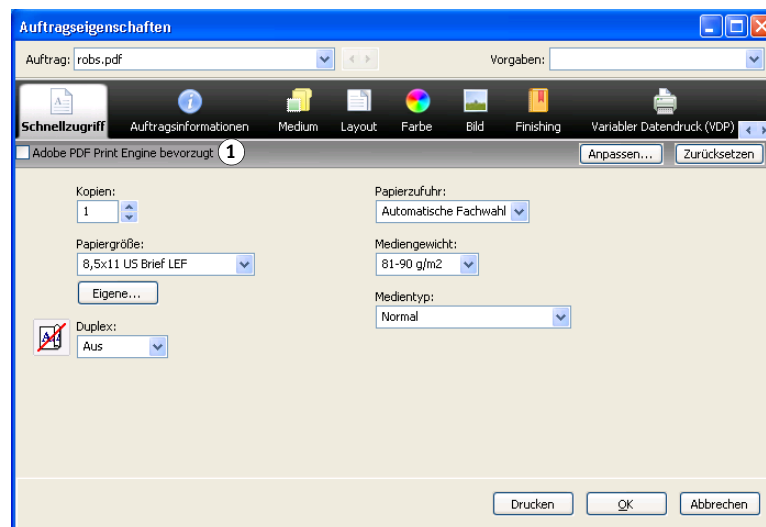 Auftragseigenschaften
Auftrag: robs.pdf Vorgaben:
Schnellzugriff Auftragsinformationen Medium Layout Farbe Bild Finishing Variabler Datendruck (VDP)
Adobe PDF Print Engine bevorzugt 1 Anpassen... Zurücksetzen
Kopien: Papierzufuhr:
1 Automatische Fachwahl
Papiergröße: Mediengewicht:
8,5x11 US Brief LEF 81-90 g/m2
Eigene...
Medientyp:
Normal
Duplex:
Aus
Drucken OK Abbrechen